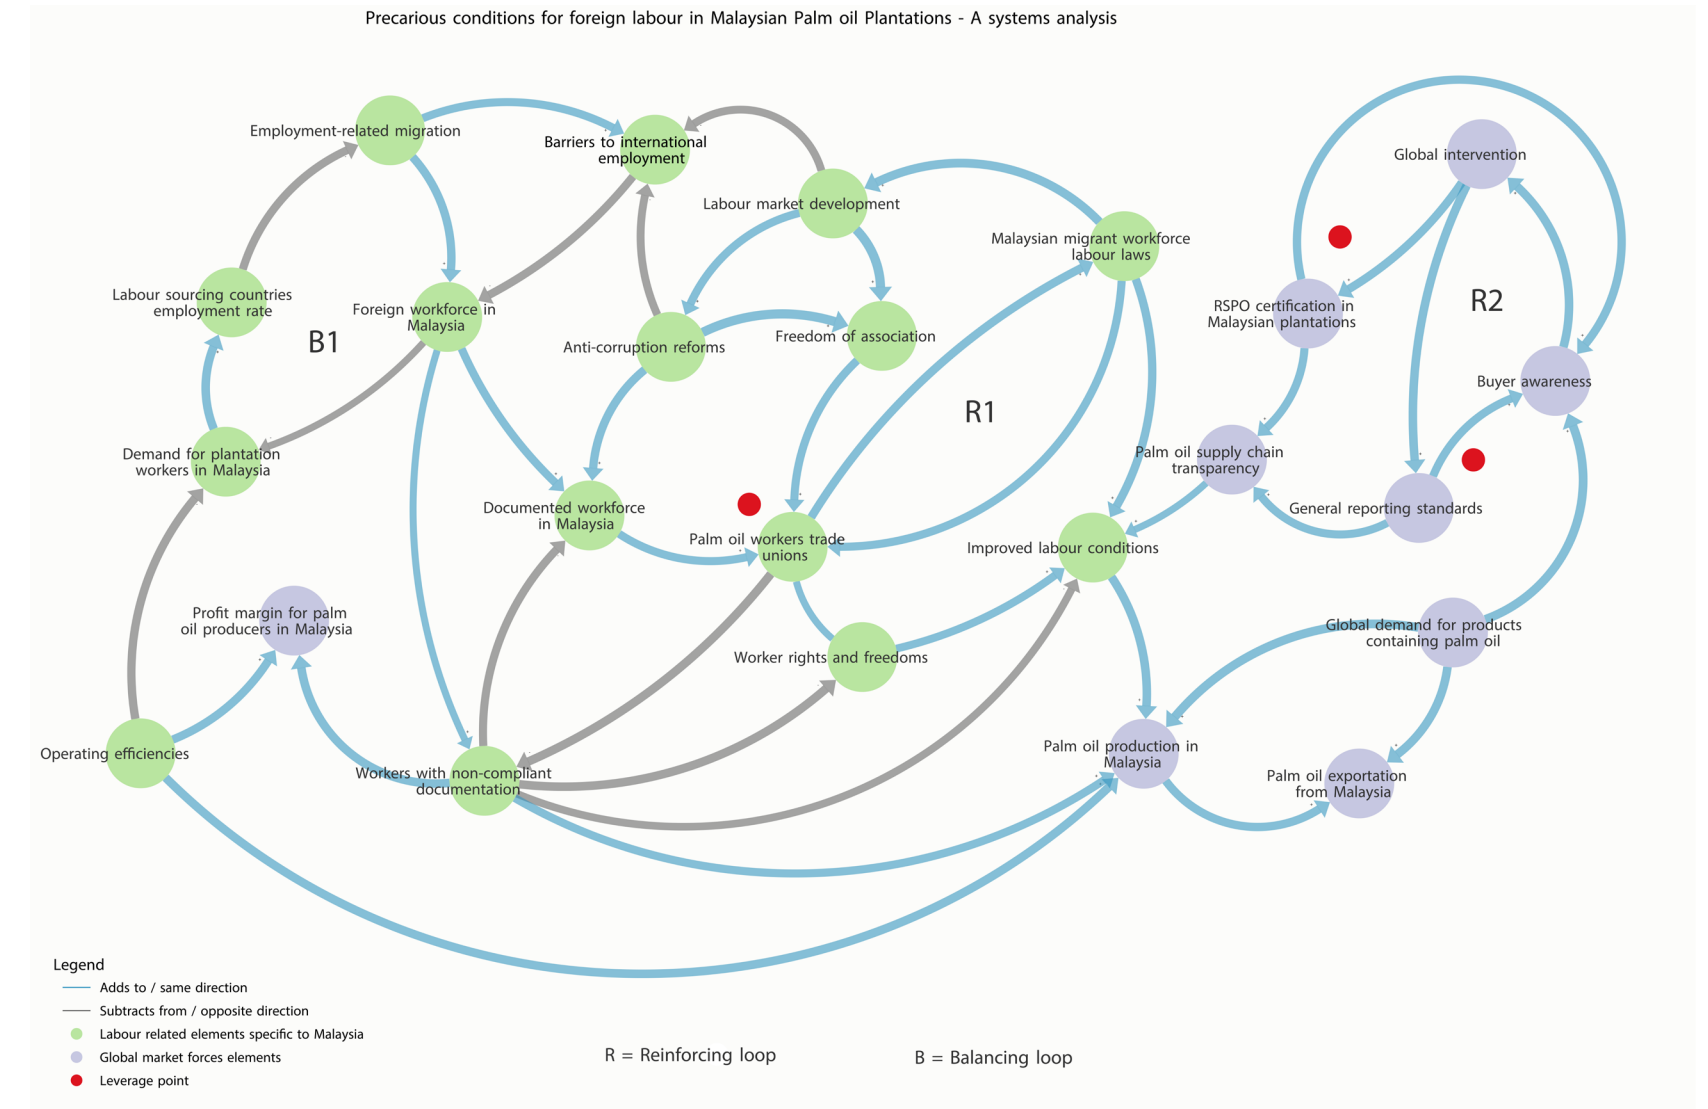 Precarious conditions for foreign labour in Malaysian Palm oil Plantations - A systems analysis
Employment-related migration
Barriers to international
employment
Global intervention
Labour market development
Malaysian migrant workforce
labour laws
Labour sourcing countries
employment rate
Foreign workforce in
Malaysia
B1
Anti-corruption reforms
Freedom of association
RSPO certification in
Malaysian plantations
R2
Buyer awareness
R1
Demand for plantation
workers in Malaysia
Palm oil supply chain
transparency
Documented workforce
in Malaysia
General reporting standards
Palm oil workers trade
unions
Improved labour conditions
Profit margin for palm
oil producers in Malaysia
Global demand for products
containing palm oil
Worker rights and freedoms
Operating efficiencies
Workers with non-compliant
documentation
Palm oil production in
Malaysia
Palm oil exportation
from Malaysia
Legend
Adds to / same direction
Subtracts from / opposite direction
Labour related elements specific to Malaysia
Global market forces elements
Leverage point
R = Reinforcing loop
B = Balancing loop